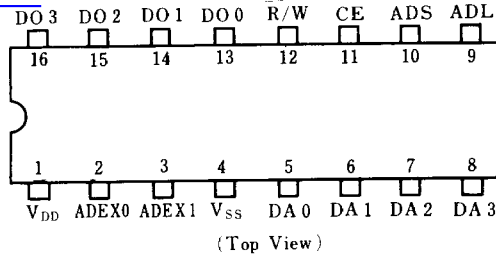 DO 3 DO 2 DO 1 DO 0 R/W CE ADS ADL
16 15 14 13 12 11 10 9
1 2 3 4 5 6 7 8
VDD ADEX0 ADEX1 VSS DA 0 DA 1 DA 2 DA 3
(Top View)